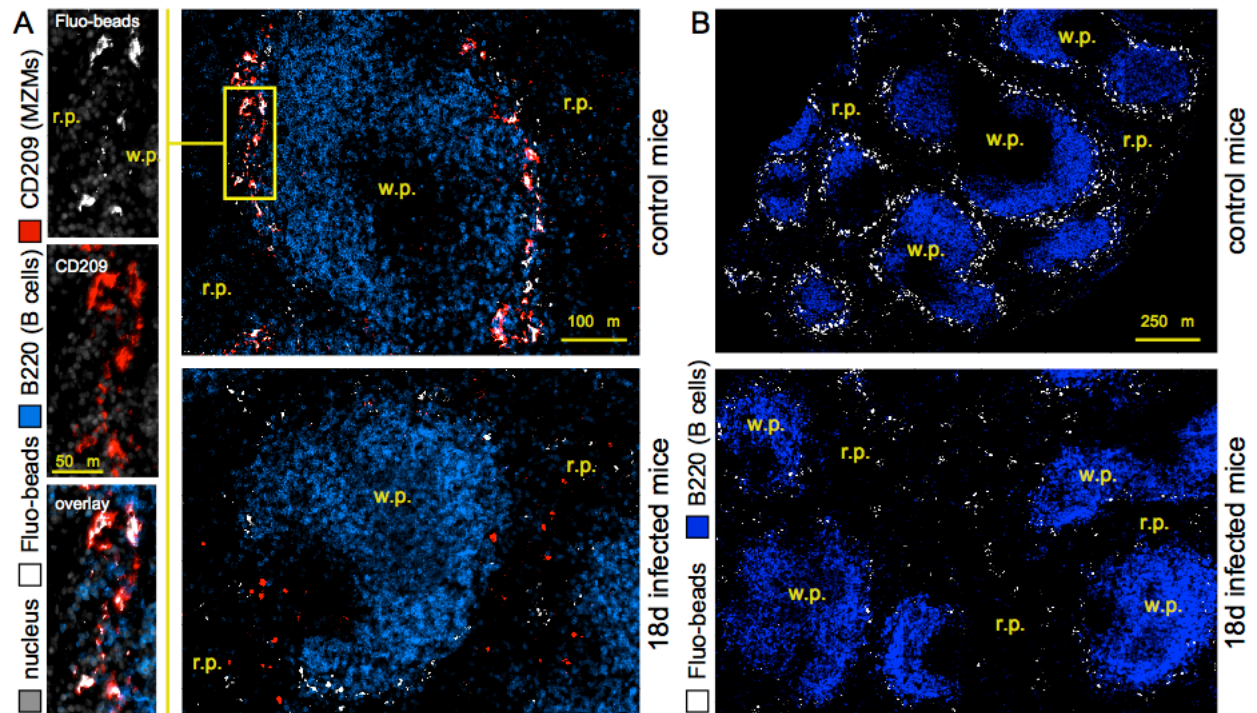 A
Fluo-beads
r.p.
w.p.
CD209
50 m
overlay
nucleus Fluo-beads B220 (B cells) CD209 (MZMs)
r.p.
w.p.
r.p.
100 m
control mice
w.p.
r.p.
r.p.
18d infected mice
B
w.p.
r.p.
w.p.
r.p.
w.p.
250 m
control mice
Fluo-beads B220 (B cells)
w.p.
r.p.
w.p.
r.p.
w.p.
w.p.
r.p.
18d infected mice